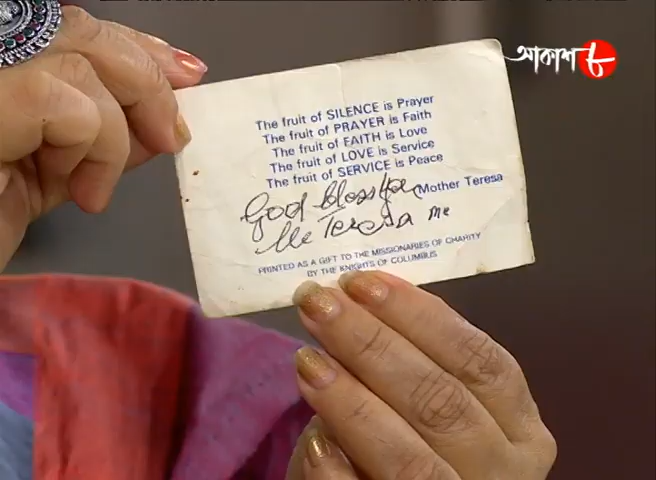 আকাশ ৮
The fruit of SILENCE is Prayer
The fruit of PRAYER is Faith
The fruit of FAITH is Love
The fruit of LOVE is Service
The fruit of SERVICE is Peace
Mother Teresa
God bless you
Teresa MC
PRINTED AS A GIFT TO THE MISSIONARIES OF CHARITY
BY THE KNIGHTS OF COLUMBUS